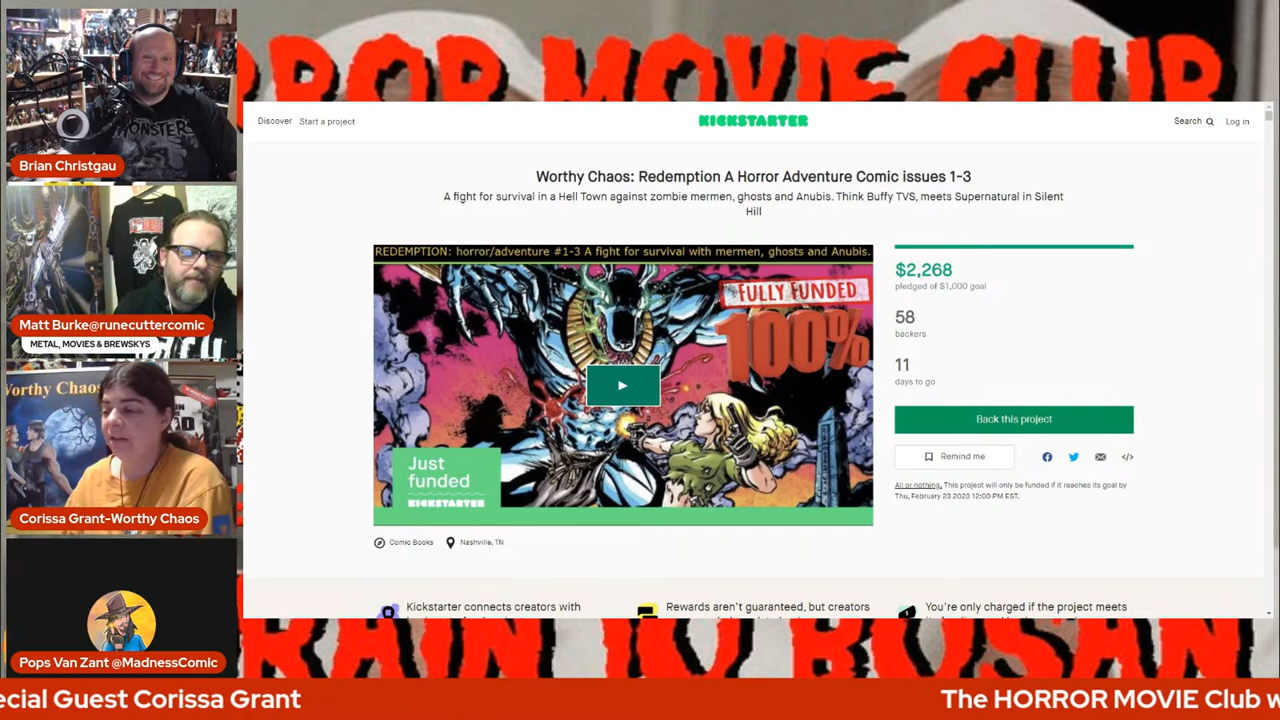 HORROR MOVIE CLUB
MONSTERS
Brian Christgau
Matt Burke@runecuttercomic
METAL, MOVIES & BREWSKYS
Worthy Chaos
Corissa Grant-Worthy Chaos
Pops Van Zant @MadnessComic
Discover Start a project
KICKSTARTER
Search Log in
Worthy Chaos: Redemption A Horror Adventure Comic issues 1-3
A fight for survival in a Hell Town against zombie mermen, ghosts and Anubis. Think Buffy TVS, meets Supernatural in Silent
Hill
REDEMPTION: horror/adventure #1-3 A fight for survival with mermen, ghosts and Anubis.
FULLY FUNDED
100%
Just
funded
KICKSTARTER
$2,268
pledged of $1,000 goal
58
backers
11
days to go
Back this project
Remind me
All or nothing. This project will only be funded if it reaches its goal by
Thu, February 23 2023 12:00 PM EST.
Comic Books Nashville, TN
Kickstarter connects creators with
Rewards aren't guaranteed, but creators
You're only charged if the project meets
TRAIN TO BUSAN
ecial Guest Corissa Grant
The HORROR MOVIE Club w